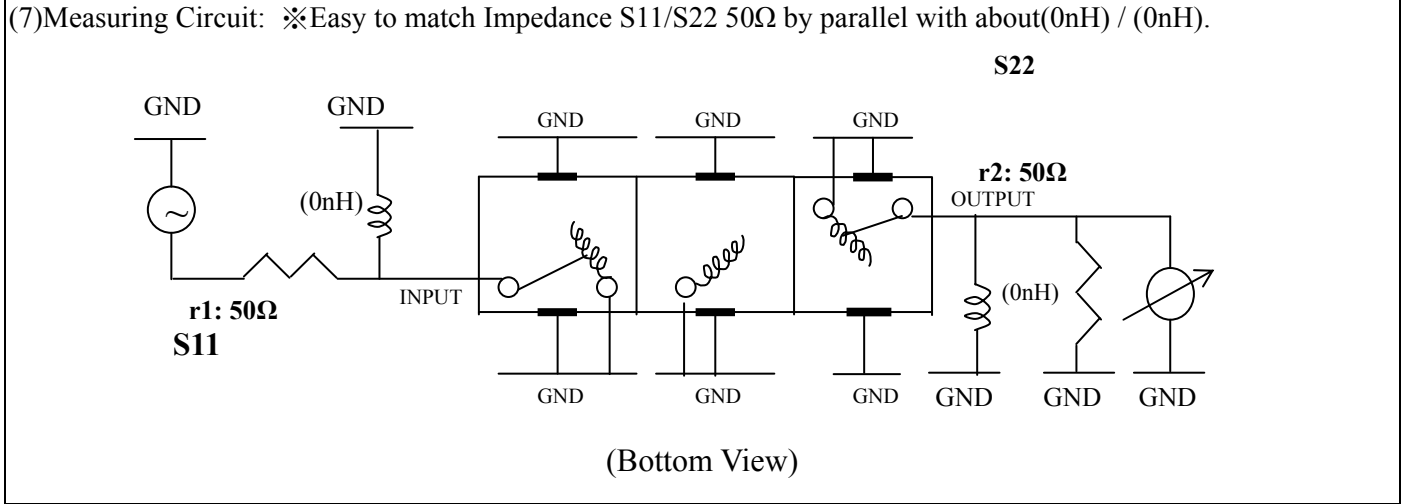 (7)Measuring Circuit: ※Easy to match Impedance S11/S22 50Ω by parallel with about(0nH) / (0nH).
S22
GND
GND
GND
GND
GND
r2: 50Ω
(0nH)
OUTPUT
~
INPUT
(0nH)
r1: 50Ω
S11
GND
GND
GND
GND
GND
GND
(Bottom View)